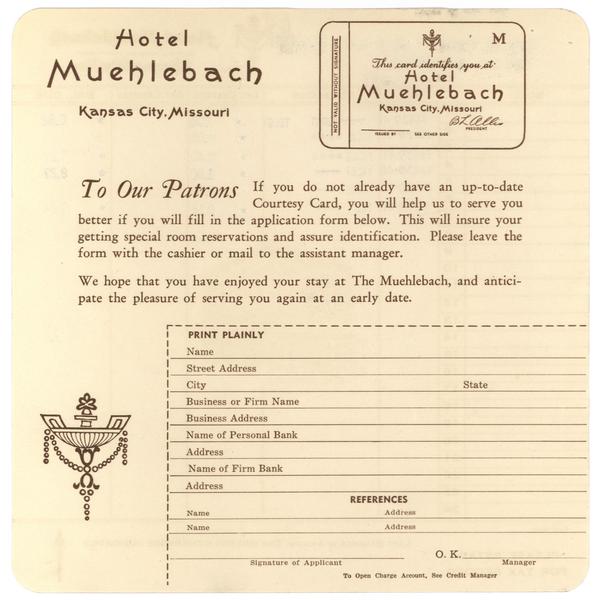 Hotel
Muehlebach
Kansas City, Missouri
M
This card identifies you at
Hotel
Muehlebach
Kansas City, Missouri
PRESIDENT
ISSUED BY SEE OTHER SIDE
NOT VALID WITHOUT SIGNATURE
To Our Patrons If you do not already have an up-to-date
Courtesy Card, you will help us to serve you
better if you will fill in the application form below. This will insure your
getting special room reservations and assure identification. Please leave the
form with the cashier or mail to the assistant manager.
We hope that you have enjoyed your stay at The Muehlebach, and antici-
pate the pleasure of serving you again at an early date.
PRINT PLAINLY
Name
Street Address
City State
Business or Firm Name
Business Address
Name of Personal Bank
Address
Name of Firm Bank
Address
REFERENCES
Name Address
Name Address
O. K.
Signature of Applicant Manager
To Open Charge Account, See Credit Manager